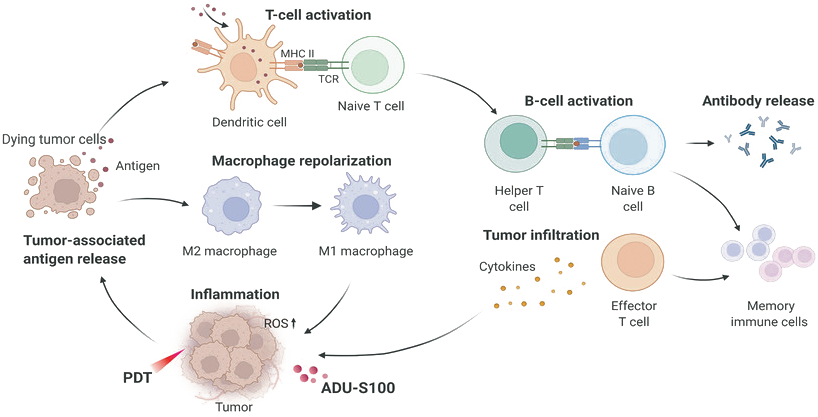 T-cell activation
MHC II
TCR
Dendritic cell
Naive T cell
B-cell activation
Antibody release
Helper T
cell
Naive B
cell
Dying tumor cells
Antigen
Tumor-associated
antigen release
Macrophage repolarization
M2 macrophage
M1 macrophage
Tumor infiltration
Cytokines
Effector
T cell
Memory
immune cells
Inflammation
ROS↑
PDT
ADU-S100
Tumor